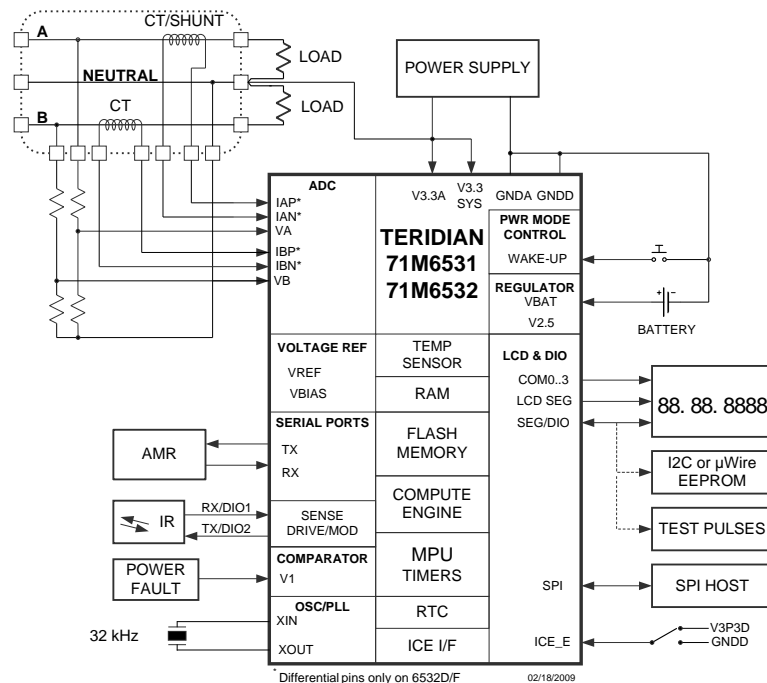 CT/SHUNT
A
LOAD
NEUTRAL
CT
LOAD
B
POWER SUPPLY
ADC
IAP*
IAN*
VA
IBP*
IBN*
VB
V3.3A
V3.3
SYS
GNDA GNDD
TERIDIAN
71M6531
71M6532
PWR MODE
CONTROL
WAKE-UP
REGULATOR
VBAT
V2.5
+ -
BATTERY
VOLTAGE REF
VREF
VBIAS
TEMP
SENSOR
RAM
LCD & DIO
COM0..3
LCD SEG
SEG/DIO
88. 88. 8888
I2C or µWire
EEPROM
TEST PULSES
SERIAL PORTS
TX
RX
AMR
FLASH
MEMORY
COMPUTE
ENGINE
IR
RX/DIO1
TX/DIO2
SENSE
DRIVE/MOD
POWER
FAULT
COMPARATOR
V1
MPU
TIMERS
SPI
SPI HOST
OSC/PLL
XIN
XOUT
32 kHz
RTC
ICE I/F
ICE_E
V3P3D
GNDD
* Differential pins only on 6532D/F
02/18/2009